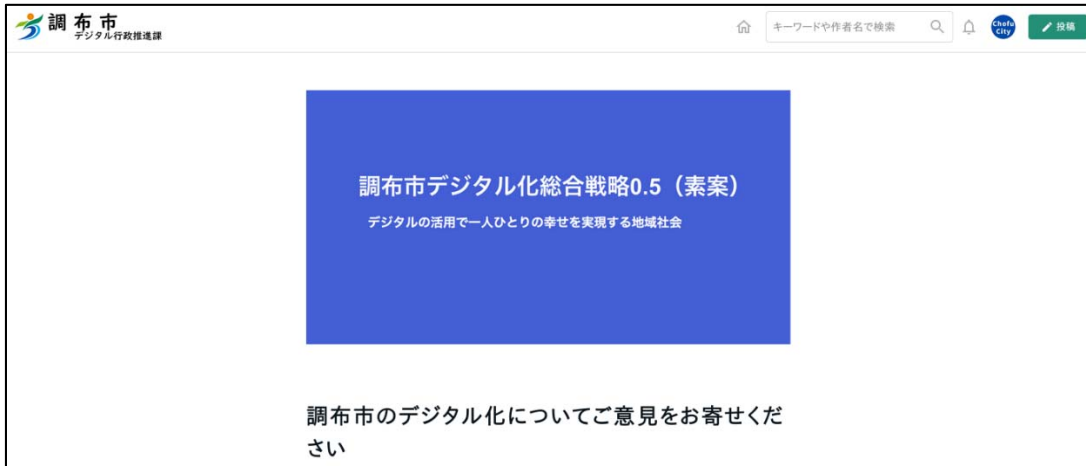 調布市
デジタル行政推進課
キーワードや作者名で検索
Chofu
City
投稿
調布市デジタル化総合戦略0.5（素案）
デジタルの活用で一人ひとりの幸せを実現する地域社会
調布市のデジタル化についてご意見をお寄せくだ
さい